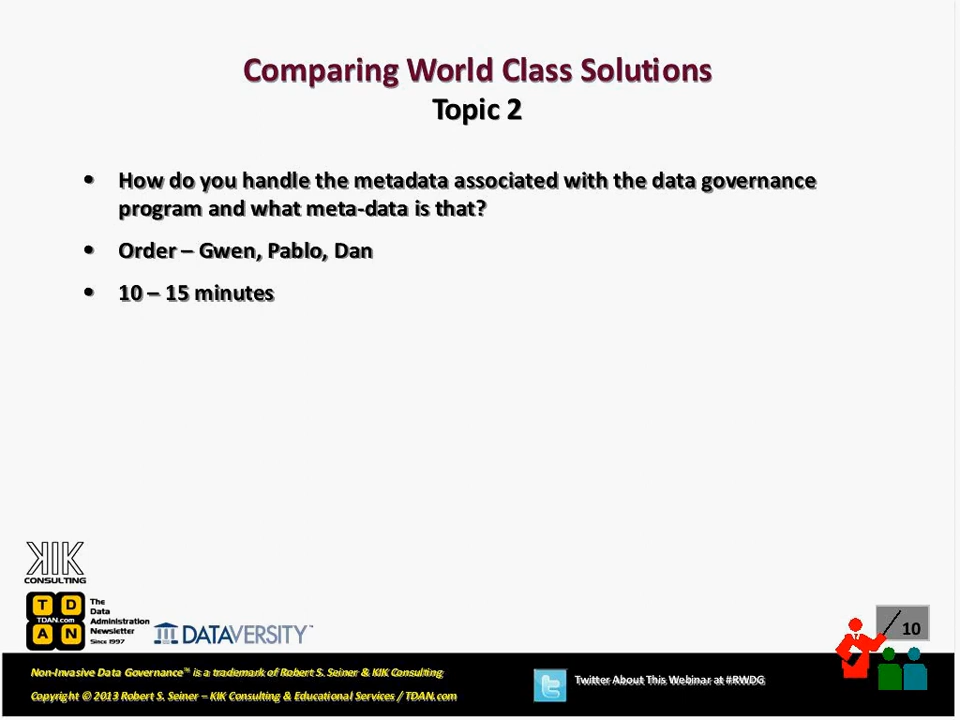 Comparing World Class Solutions
Topic 2
• How do you handle the metadata associated with the data governance
program and what meta-data is that?
• Order – Gwen, Pablo, Dan
• 10 – 15 minutes
KIK
CONSULTING
T D
TDAN.com
A N
The
Data
Administration
Newsletter
Since 1997
DATAVERSITY™
10
Non-Invasive Data Governance™ is a trademark of Robert S. Seiner & KIK Consulting
Copyright © 2013 Robert S. Seiner – KIK Consulting & Educational Services / TDAN.com
Twitter About This Webinar at #RWDG